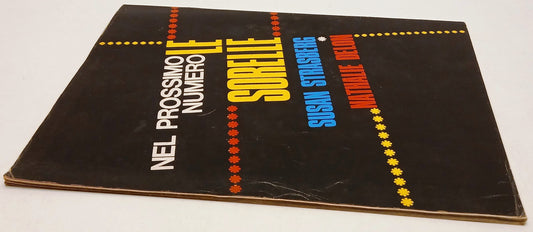 NEL PROSSIMO
NUMERO LE
SORELLE
SUSAN STRASBERG *
NATHALIE DELON